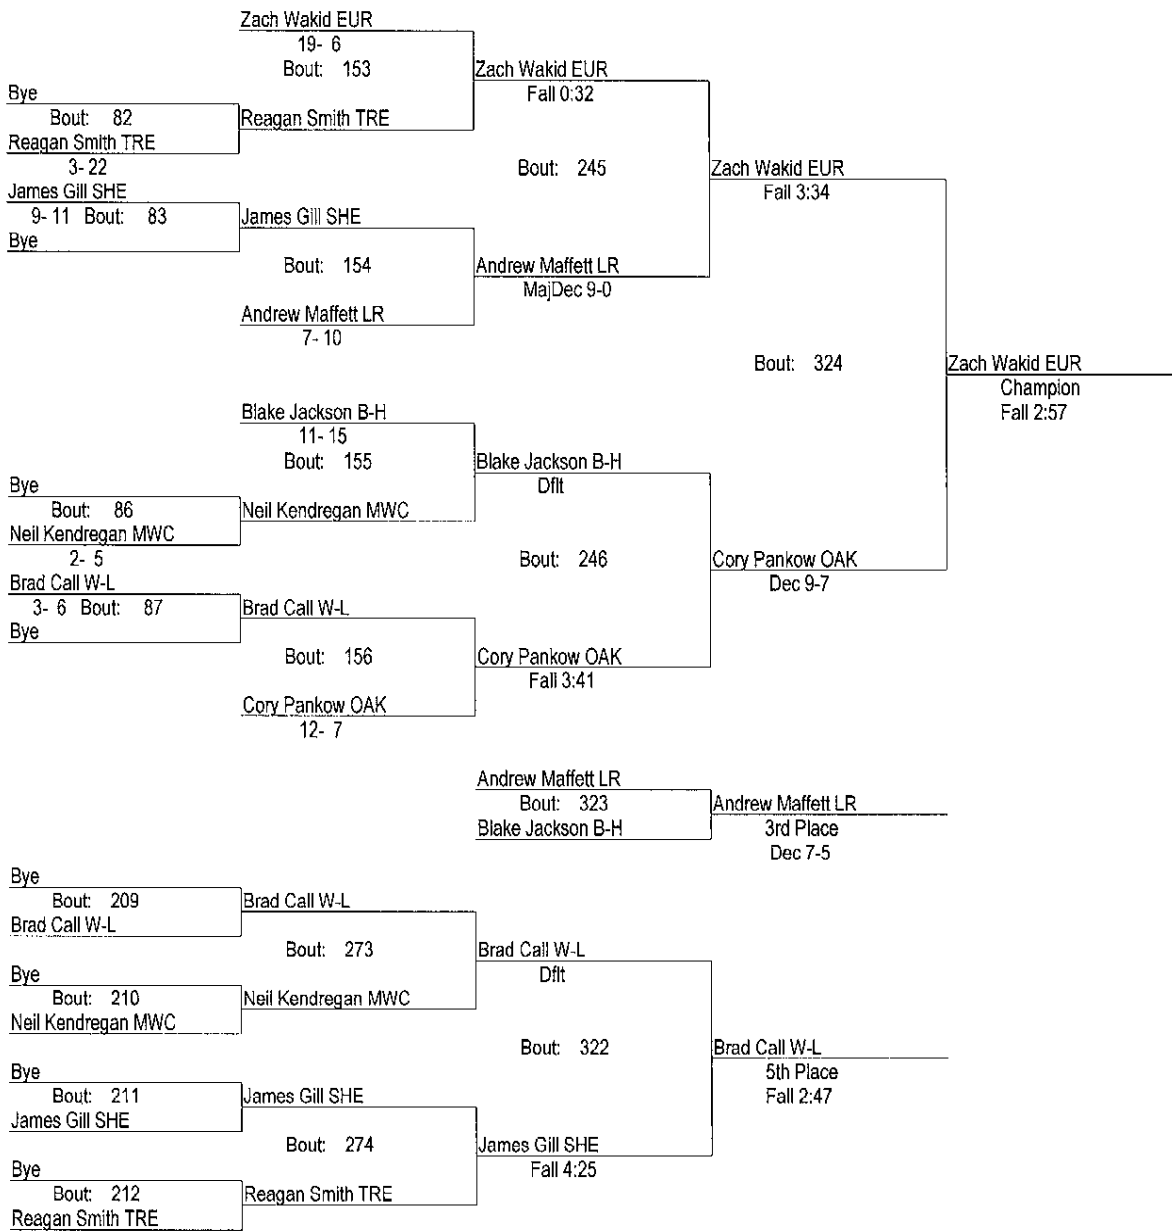 Zach Wakid EUR
19- 6
Bout: 153
Zach Wakid EUR
Fall 0:32
Bye
Bout: 82
Reagan Smith TRE
Reagan Smith TRE
3- 22
Bout: 245
Zach Wakid EUR
Fall 3:34
James Gill SHE
9- 11 Bout: 83
James Gill SHE
Bye
Bout: 154
Andrew Maffett LR
MajDec 9-0
Andrew Maffett LR
7- 10
Bout: 324
Zach Wakid EUR
Champion
Fall 2:57
Blake Jackson B-H
11- 15
Bout: 155
Blake Jackson B-H
Dflt
Bye
Bout: 86
Neil Kendregan MWC
Neil Kendregan MWC
2- 5
Bout: 246
Cory Pankow OAK
Dec 9-7
Brad Call W-L
3- 6 Bout: 87
Brad Call W-L
Bye
Bout: 156
Cory Pankow OAK
Fall 3:41
Cory Pankow OAK
12- 7
Andrew Maffett LR
Bout: 323
Andrew Maffett LR
Blake Jackson B-H
3rd Place
Dec 7-5
Bye
Bout: 209
Brad Call W-L
Brad Call W-L
Bout: 273
Brad Call W-L
Dflt
Bye
Bout: 210
Neil Kendregan MWC
Neil Kendregan MWC
Bout: 322
Brad Call W-L
5th Place
Fall 2:47
Bye
Bout: 211
James Gill SHE
James Gill SHE
Bout: 274
James Gill SHE
Fall 4:25
Bye
Bout: 212
Reagan Smith TRE
Reagan Smith TRE